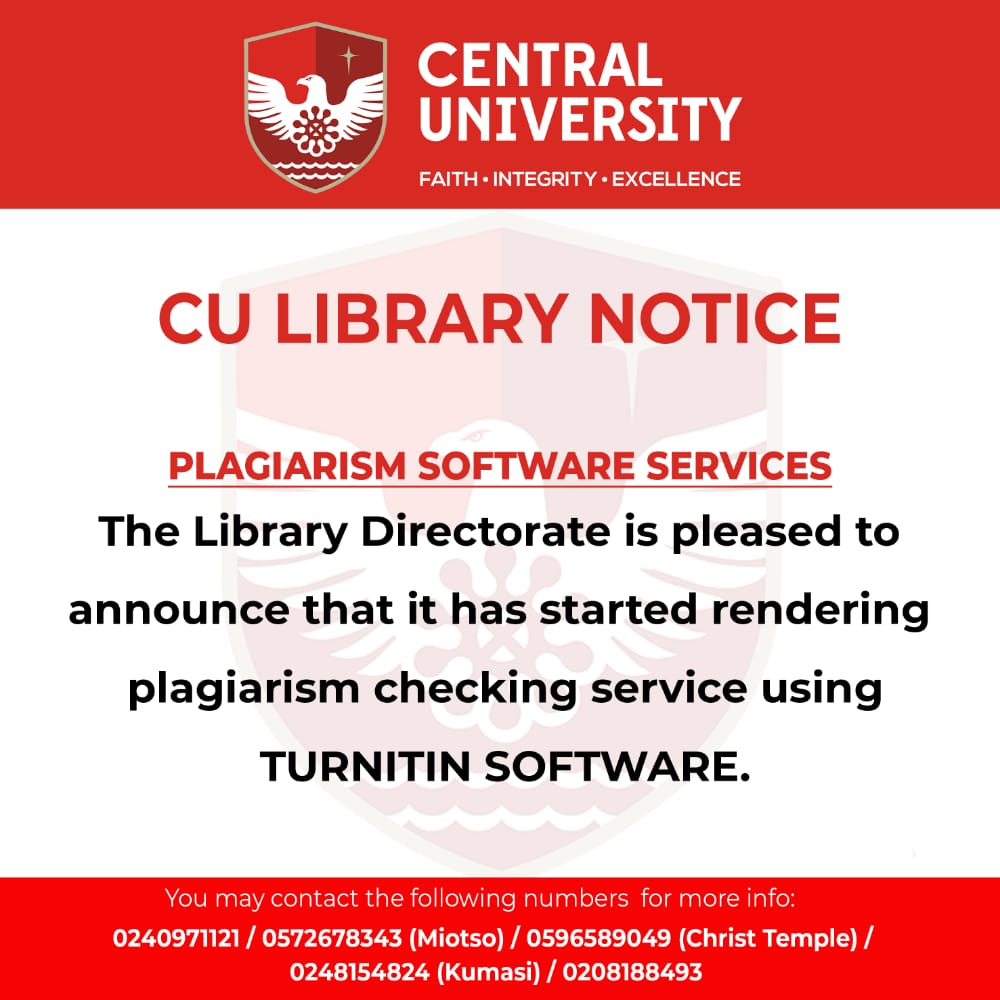 CENTRAL
UNIVERSITY
FAITH • INTEGRITY • EXCELLENCE
CU LIBRARY NOTICE
PLAGIARISM SOFTWARE SERVICES
The Library Directorate is pleased to
announce that it has started rendering
plagiarism checking service using
TURNITIN SOFTWARE.
You may contact the following numbers for more info:
0240971121 / 0572678343 (Miotso) / 0596589049 (Christ Temple) /
0248154824 (Kumasi) / 0208188493